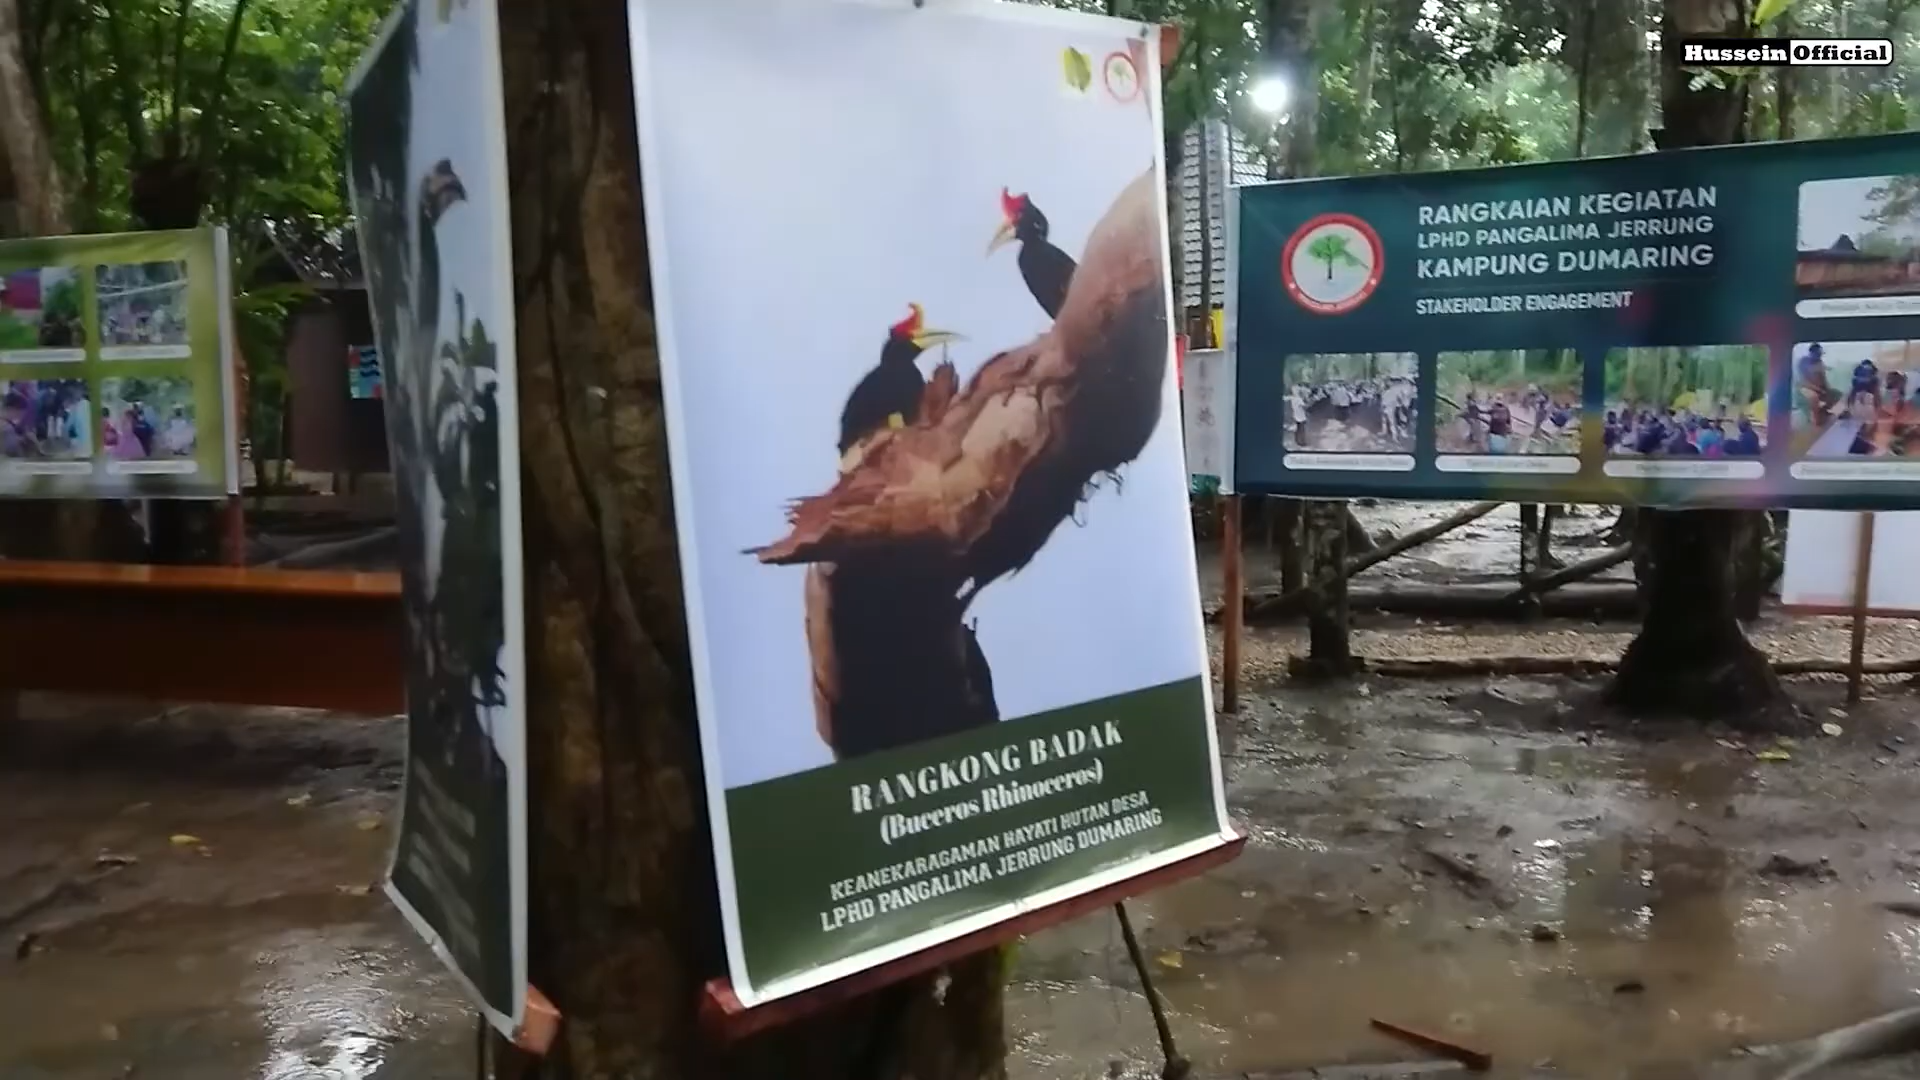 Hussein Official
RANGKAIAN KEGIATAN
LPHD PANGALIMA JERRUNG
KAMPUNG DUMARING
STAKEHOLDER ENGAGEMENT
RANGKONG BADAK
(Buceros Rhinoceros)
KEANEKARAGAMAN HAYATI HUTAN DESA
LPHD PANGALIMA JERRUNG DUMARING